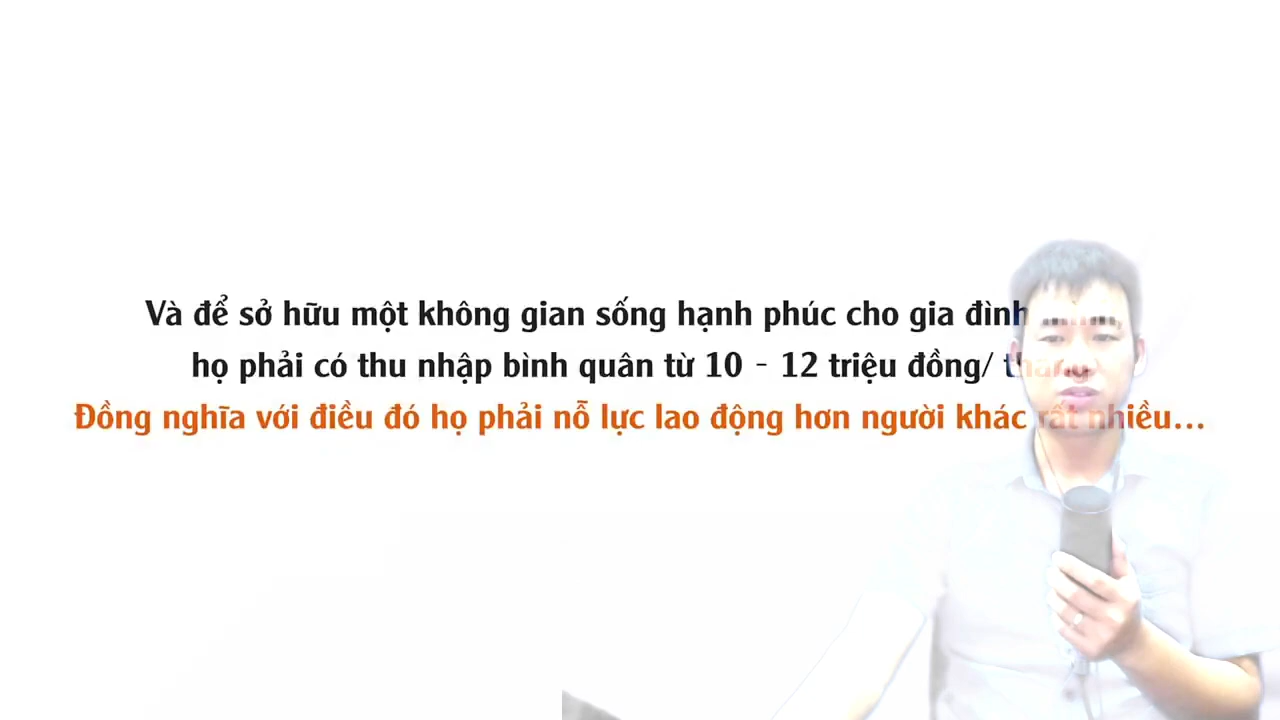 Và để sở hữu một không gian sống hạnh phúc cho gia đình
họ phải có thu nhập bình quân từ 10 - 12 triệu đồng/ tháng
Đồng nghĩa với điều đó họ phải nỗ lực lao động hơn người khác rất nhiều...